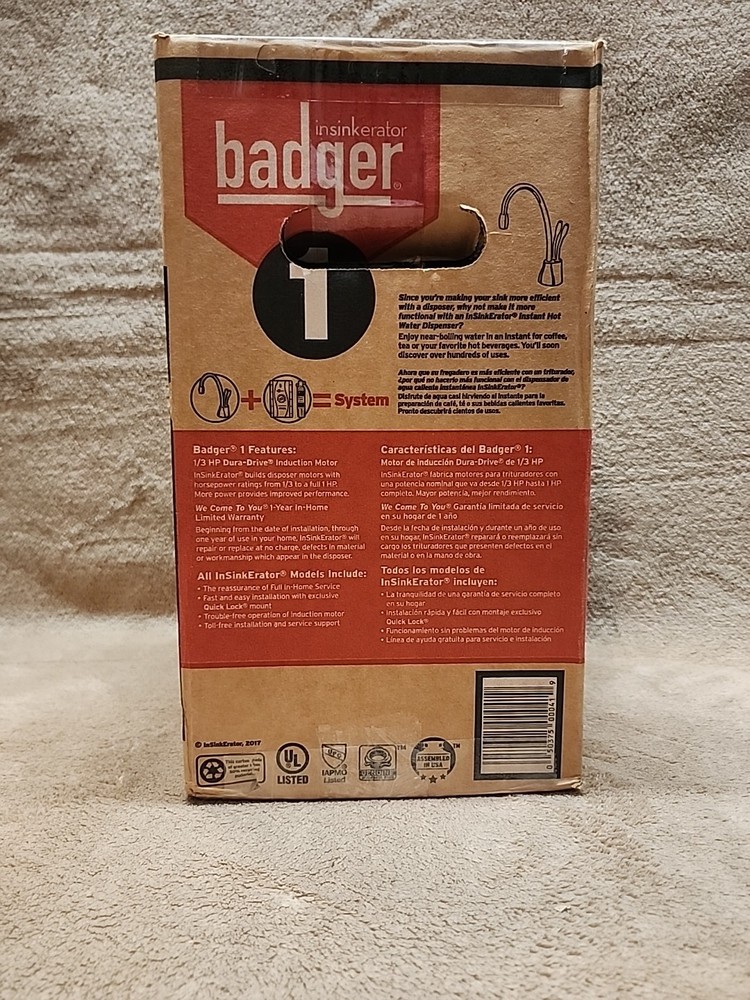 insinkerator
badger®
1
Since you're making your sink more efficient
with a disposer, why not make it more
functional with an InSinkErator® Instant Hot
Water Dispenser?
Enjoy near-boiling water in an instant for coffee,
tea or your favorite hot beverages. You'll soon
discover over hundreds of uses.
Ahora que su fregadero es más eficiente con un triturador,
¿por qué no hacerlo más funcional con el dispensador de
agua caliente instantánea InSinkErator®?
Disfrute de agua casi hirviendo al instante para la
preparación de café, té o sus bebidas calientes favoritas.
Pronto descubrirá cientos de usos.
+ = System
Badger® 1 Features:
1/3 HP Dura-Drive® Induction Motor
InSinkErator® builds disposer motors with
horsepower ratings from 1/3 to a full 1 HP.
More power provides improved performance.
We Come To You® 1-Year In-Home
Limited Warranty
Beginning from the date of installation, through
one year of use in your home, InSinkErator® will
repair or replace at no charge, defects in material
or workmanship which appear in the disposer.
All InSinkErator® Models Include:
• The reassurance of Full In-Home Service
• Fast and easy installation with exclusive
Quick Lock® mount
• Trouble-free operation of induction motor
• Toll-free installation and service support
Características del Badger® 1:
Motor de inducción Dura-Drive® de 1/3 HP
InSinkErator® fabrica motores para trituradores con
una potencia nominal que va desde 1/3 HP hasta 1 HP
completo. Mayor potencia, mejor rendimiento.
We Come To You® Garantía limitada de servicio
en su hogar de 1 año
Desde la fecha de instalación y durante un año de uso
en su hogar, InSinkErator® reparará o reemplazará sin
cargo los trituradores que presenten defectos en el
material o en la mano de obra.
Todos los modelos de
InSinkErator® incluyen:
• La tranquilidad de una garantía de servicio completo
en su hogar
• Instalación rápida y fácil con montaje exclusivo
Quick Lock®
• Funcionamiento sin problemas del motor de inducción
• Línea de ayuda gratuita para servicio e instalación
© InSinkErator, 2017
UL
LISTED
UPC
IAPMO
Listed
™
ASSEMBLED
IN USA
™
0 50375 00041 9